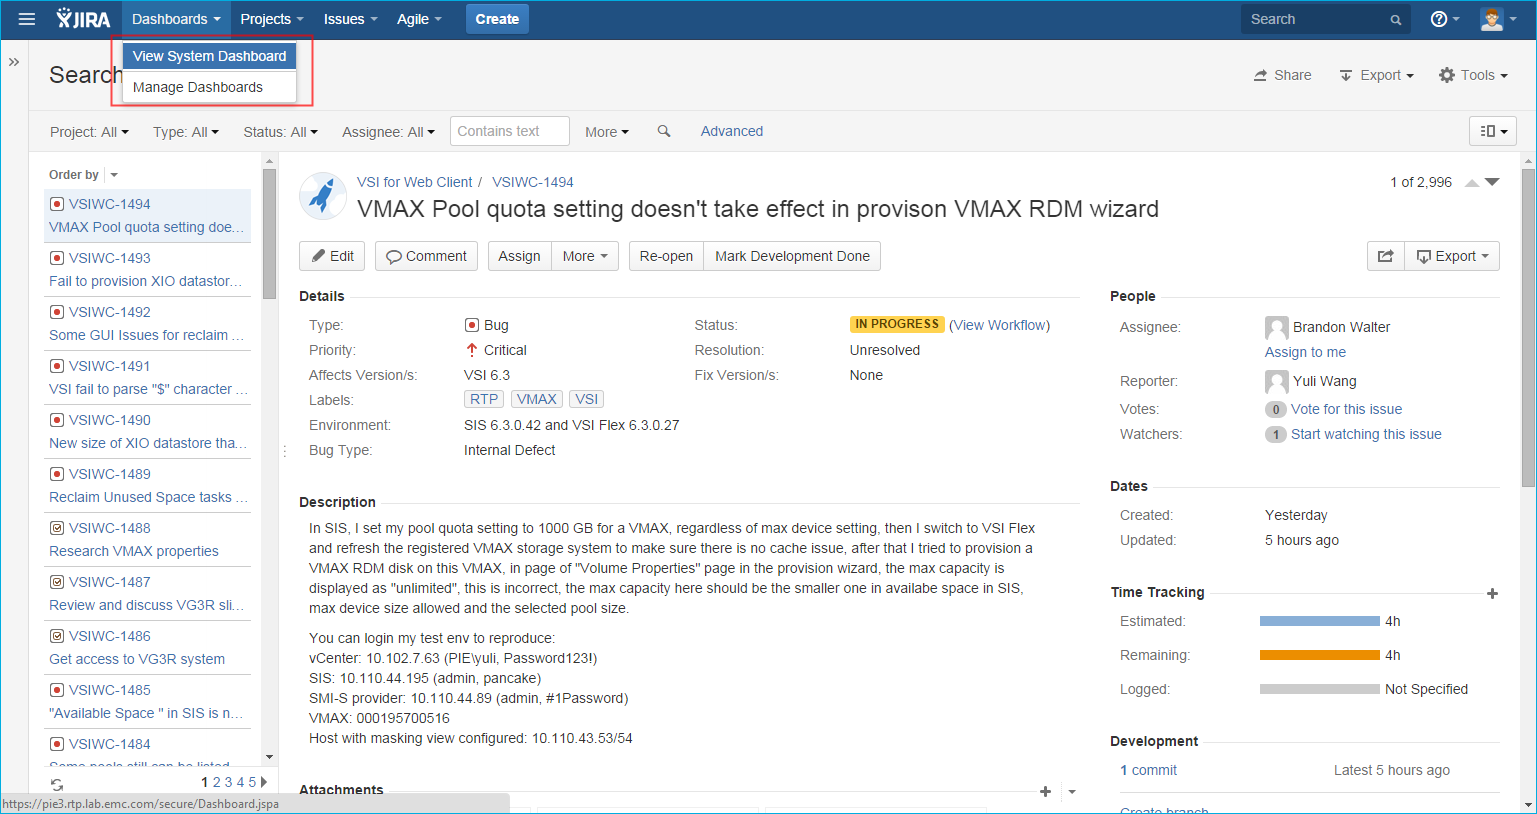 JIRA Dashboards Projects Issues Agile Create Search
View System Dashboard
Manage Dashboards
Search
Share Export Tools
Project: All Type: All Status: All Assignee: All Contains text More Advanced
Order by
VSIWC-1494
VMAX Pool quota setting doe...
VSIWC-1493
Fail to provision XIO datastor...
VSIWC-1492
Some GUI Issues for reclaim ...
VSIWC-1491
VSI fail to parse "$" character ...
VSIWC-1490
New size of XIO datastore tha...
VSIWC-1489
Reclaim Unused Space tasks ...
VSIWC-1488
Research VMAX properties
VSIWC-1487
Review and discuss VG3R sli...
VSIWC-1486
Get access to VG3R system
VSIWC-1485
"Available Space " in SIS is n...
VSIWC-1484
Some pools still can be listed
1 2 3 4 5
https://pie3.rtp.lab.emc.com/secure/Dashboard.jspa
VSI for Web Client / VSIWC-1494
1 of 2,996
VMAX Pool quota setting doesn't take effect in provison VMAX RDM wizard
Edit Comment Assign More Re-open Mark Development Done Export
Details
Type: Bug
Status: IN PROGRESS (View Workflow)
Priority: Critical
Resolution: Unresolved
Affects Version/s: VSI 6.3
Fix Version/s: None
Labels: RTP VMAX VSI
Environment: SIS 6.3.0.42 and VSI Flex 6.3.0.27
Bug Type: Internal Defect
Description
In SIS, I set my pool quota setting to 1000 GB for a VMAX, regardless of max device setting, then I switch to VSI Flex
and refresh the registered VMAX storage system to make sure there is no cache issue, after that I tried to provision a
VMAX RDM disk on this VMAX, in page of "Volume Properties" page in the provision wizard, the max capacity is
displayed as "unlimited", this is incorrect, the max capacity here should be the smaller one in availabe space in SIS,
max device size allowed and the selected pool size.
You can login my test env to reproduce:
vCenter: 10.102.7.63 (PIE\yuli, Password123!)
SIS: 10.110.44.195 (admin, pancake)
SMI-S provider: 10.110.44.89 (admin, #1Password)
VMAX: 000195700516
Host with masking view configured: 10.110.43.53/54
Attachments
People
Assignee: Brandon Walter
Assign to me
Reporter: Yuli Wang
Votes: 0 Vote for this issue
Watchers: 1 Start watching this issue
Dates
Created: Yesterday
Updated: 5 hours ago
Time Tracking
Estimated: 4h
Remaining: 4h
Logged: Not Specified
Development
1 commit Latest 5 hours ago
Create branch